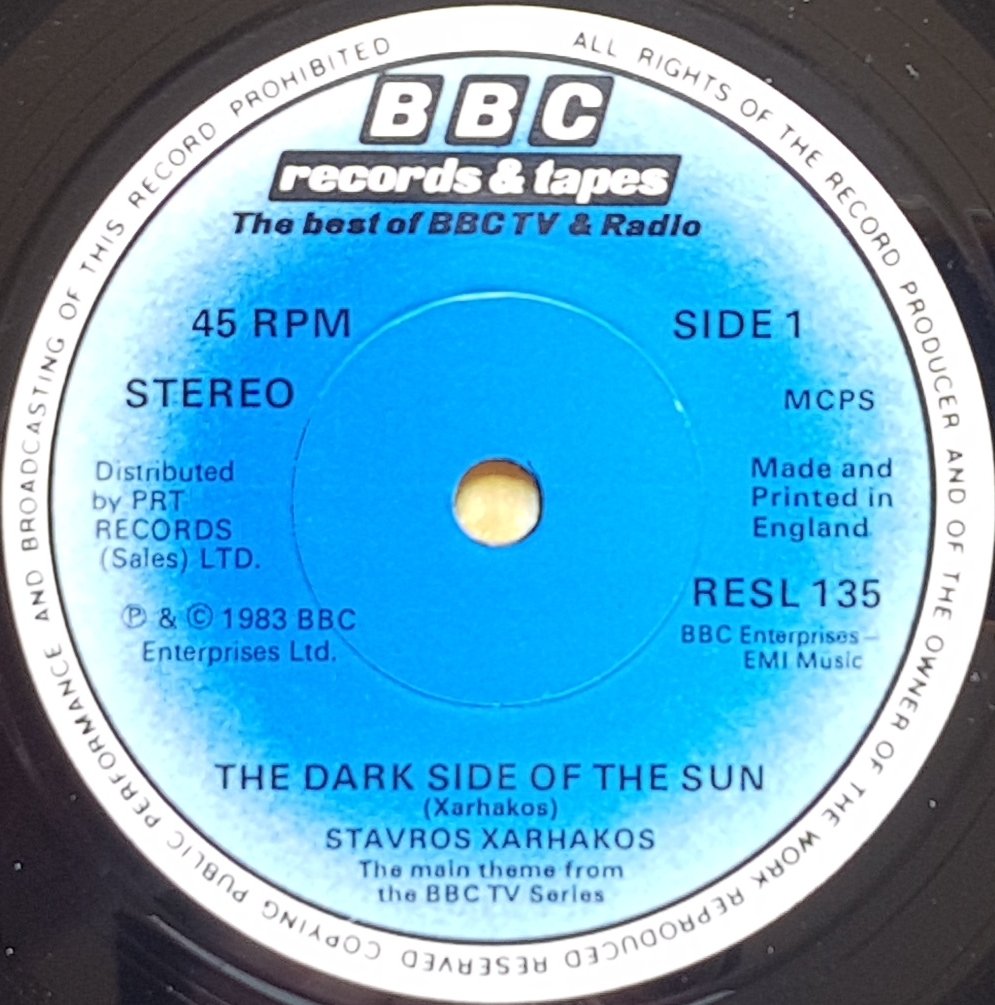 ALL RIGHTS OF THE RECORD PRODUCER AND OF THE OWNER OF THE WORK REPRODUCED RESERVED COPYING PUBLIC PERFORMANCE AND BROADCASTING OF THIS RECORD PROHIBITED
BBC
records & tapes
The best of BBC TV & Radio
45 RPM
SIDE 1
STEREO
MCPS
Distributed
by PRT
RECORDS
(Sales) LTD.
Made and
Printed in
England
RESL 135
BBC Enterprises –
EMI Music
℗ & © 1983 BBC
Enterprises Ltd.
THE DARK SIDE OF THE SUN
(Xarhakos)
STAVROS XARHAKOS
The main theme from
the BBC TV Series